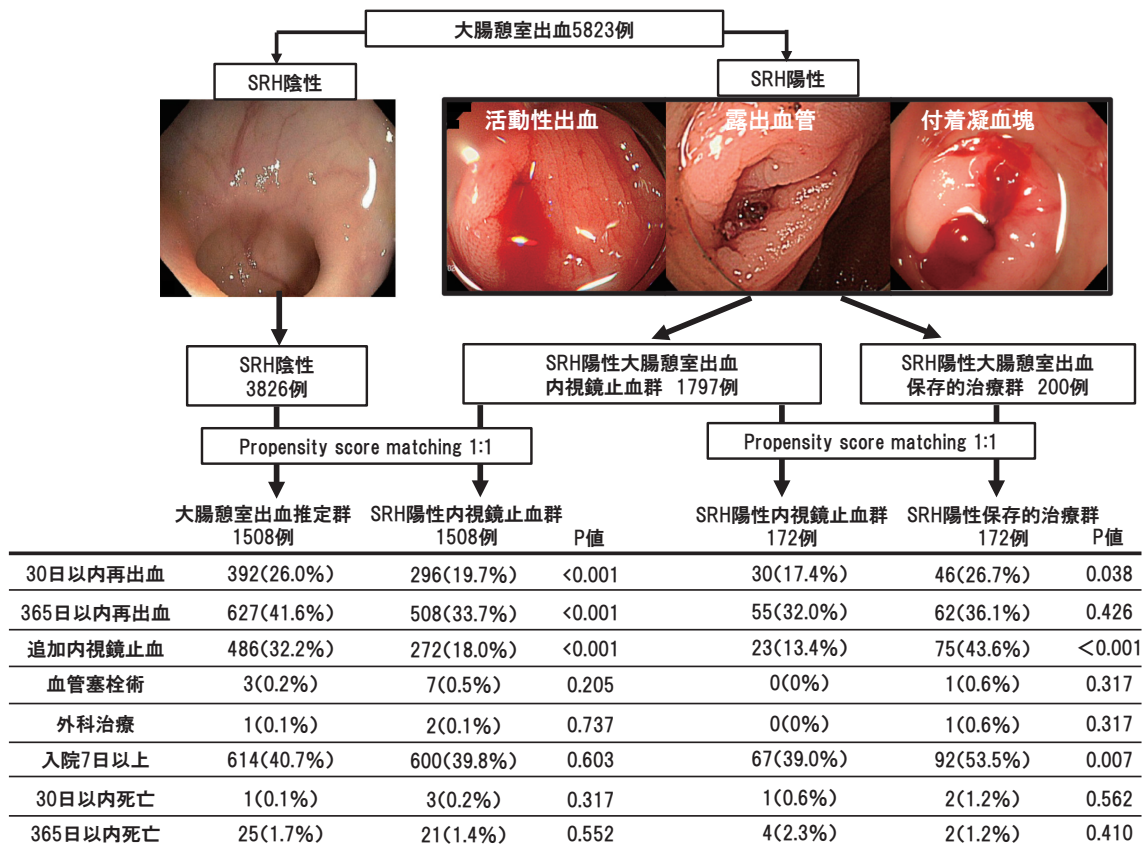 大腸憩室出血5823例
SRH陰性
SRH陽性
活動性出血
露出血管
付着凝血塊
SRH陰性
3826例
SRH陽性大腸憩室出血
内視鏡止血群 1797例
SRH陽性大腸憩室出血
保存的治療群 200例
Propensity score matching 1:1
Propensity score matching 1:1
大腸憩室出血推定群
1508例
SRH陽性内視鏡止血群
1508例
P値
SRH陽性内視鏡止血群
172例
SRH陽性保存的治療群
172例
P値
30日以内再出血 392(26.0%) 296(19.7%) <0.001 30(17.4%) 46(26.7%) 0.038
365日以内再出血 627(41.6%) 508(33.7%) <0.001 55(32.0%) 62(36.1%) 0.426
追加内視鏡止血 486(32.2%) 272(18.0%) <0.001 23(13.4%) 75(43.6%) <0.001
血管塞栓術 3(0.2%) 7(0.5%) 0.205 0(0%) 1(0.6%) 0.317
外科治療 1(0.1%) 2(0.1%) 0.737 0(0%) 1(0.6%) 0.317
入院7日以上 614(40.7%) 600(39.8%) 0.603 67(39.0%) 92(53.5%) 0.007
30日以内死亡 1(0.1%) 3(0.2%) 0.317 1(0.6%) 2(1.2%) 0.562
365日以内死亡 25(1.7%) 21(1.4%) 0.552 4(2.3%) 2(1.2%) 0.410